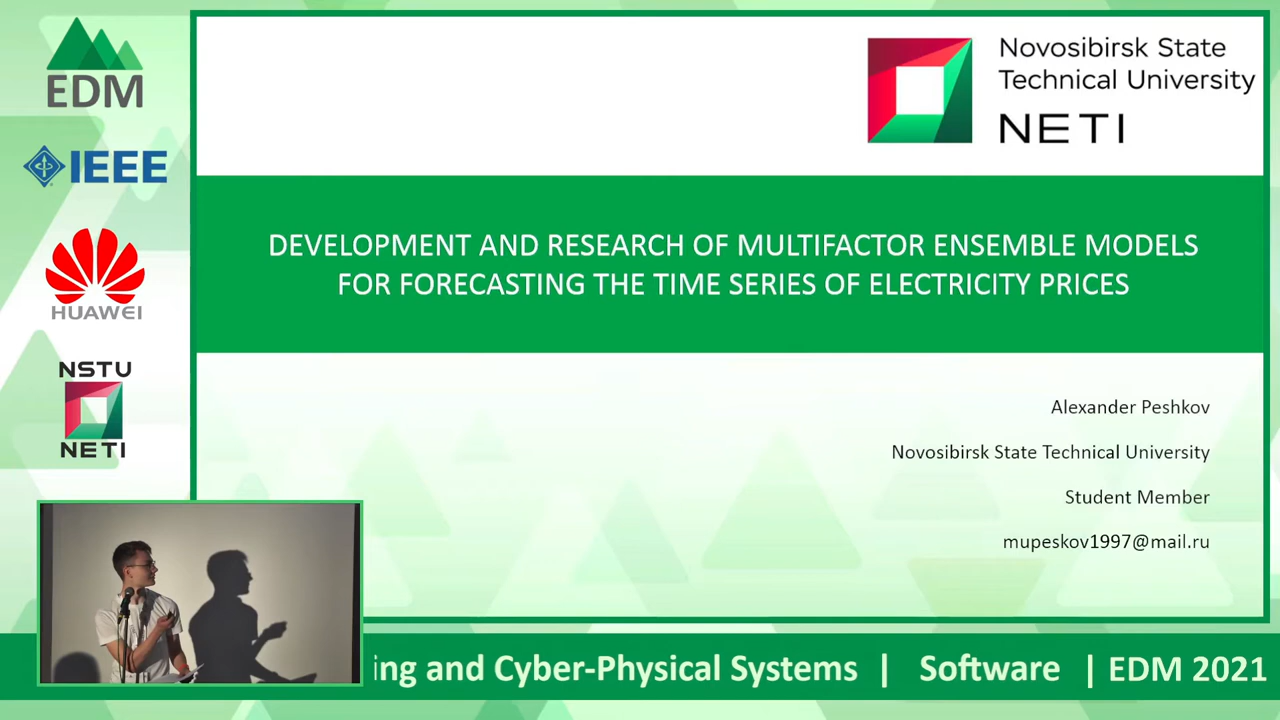 EDM
IEEE
HUAWEI
NSTU
NETI
Novosibirsk State
Technical University
NETI
DEVELOPMENT AND RESEARCH OF MULTIFACTOR ENSEMBLE MODELS
FOR FORECASTING THE TIME SERIES OF ELECTRICITY PRICES
Alexander Peshkov
Novosibirsk State Technical University
Student Member
mupeskov1997@mail.ru
ing and Cyber-Physical Systems | Software | EDM 2021